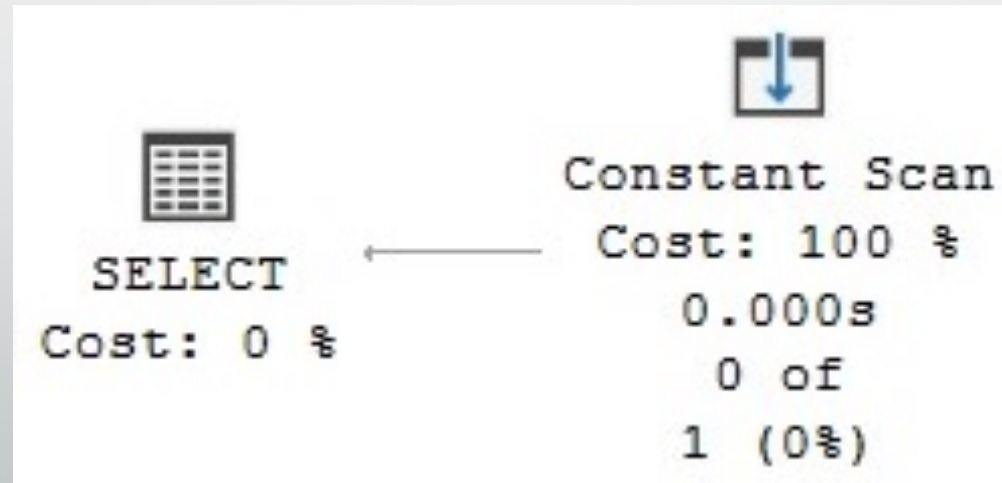 SELECT
Cost: 0 %
Constant Scan
Cost: 100 %
0.000s
0 of
1 (0%)